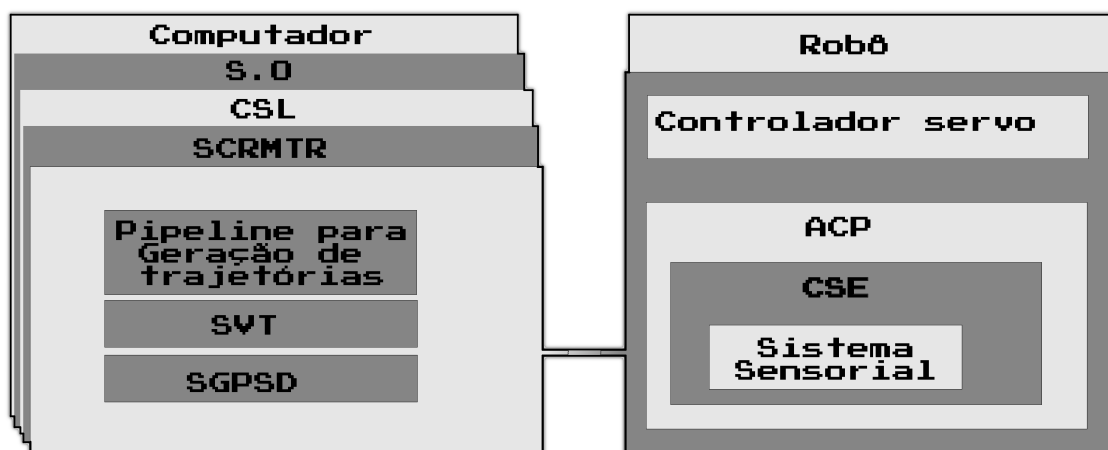 Computador
S.O
CSL
SCRMTR
Pipeline para
Geração de
trajetórias
SVT
SGPSD
Robô
Controlador servo
ACP
CSE
Sistema
Sensorial